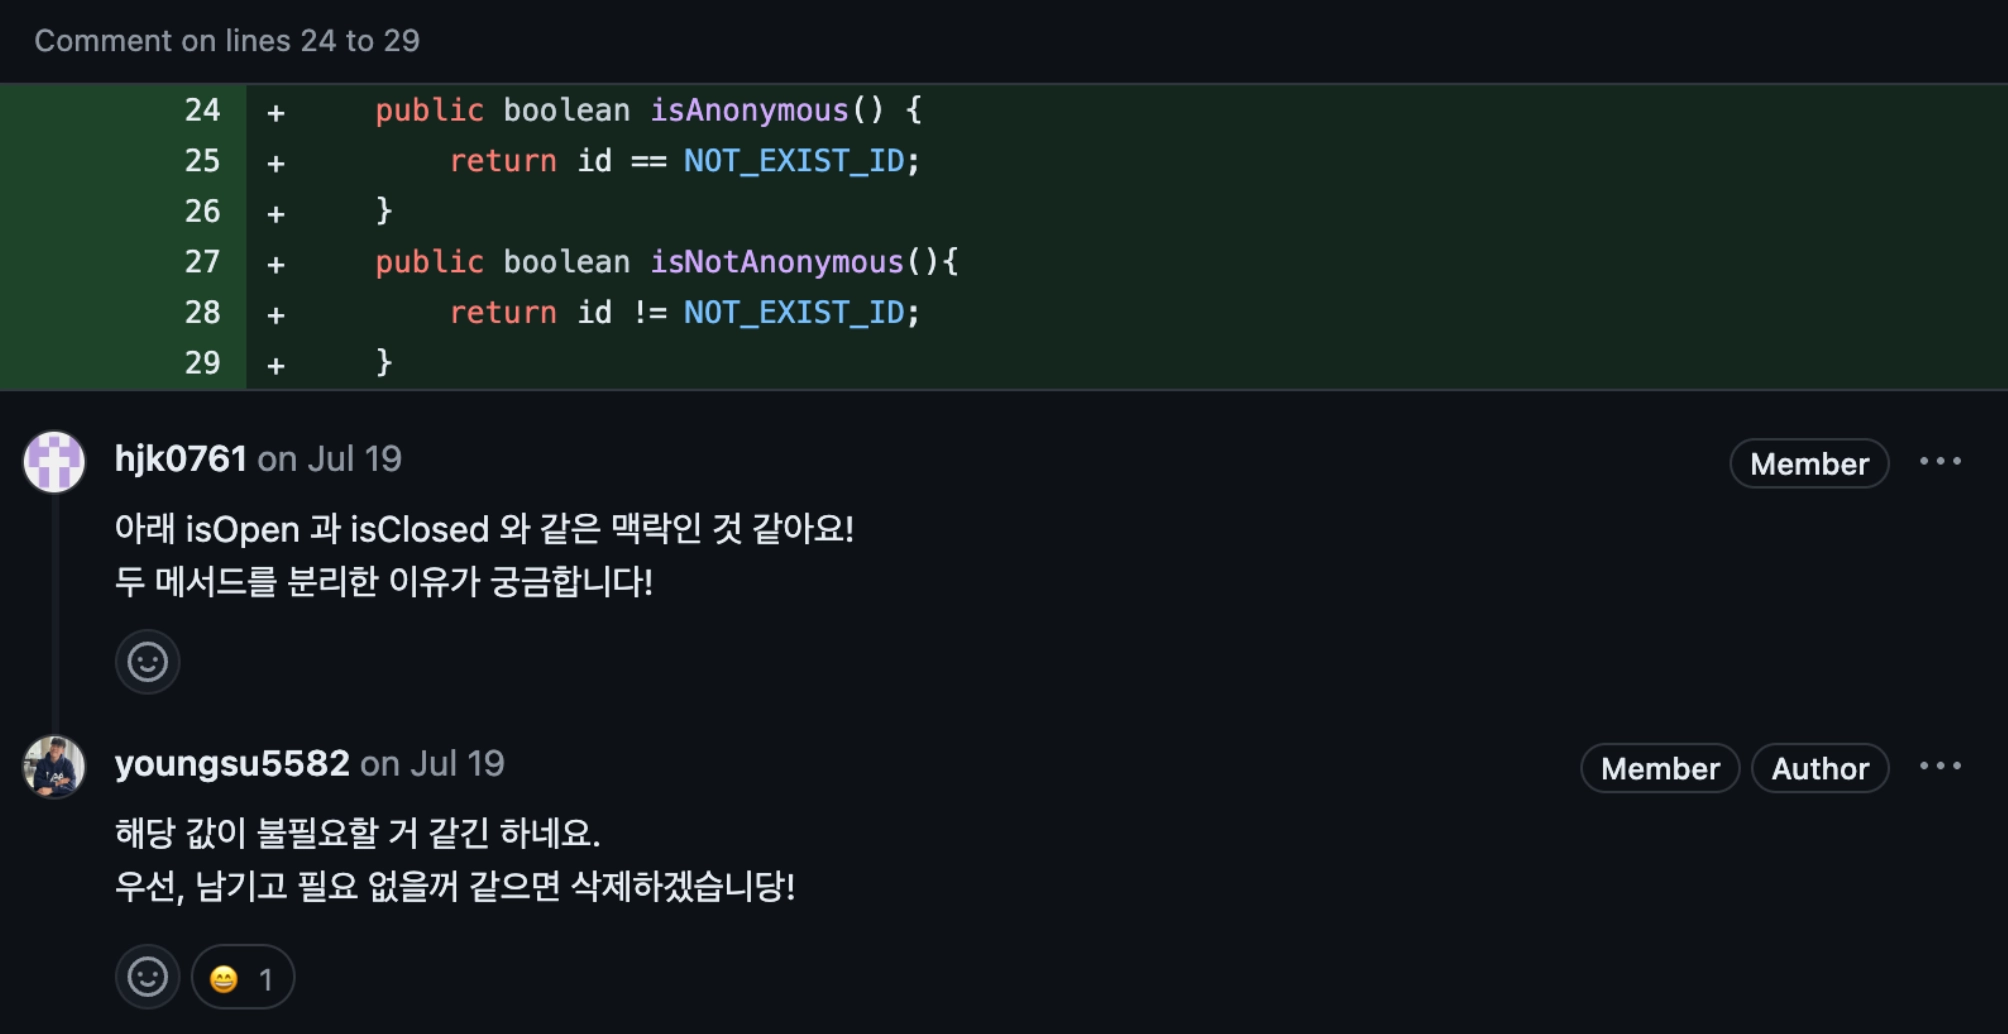 Comment on lines 24 to 29
24 + public boolean isAnonymous() {
25 + return id == NOT_EXIST_ID;
26 + }
27 + public boolean isNotAnonymous(){
28 + return id != NOT_EXIST_ID;
29 + }
hjk0761 on Jul 19 Member ...
아래 isOpen 과 isClosed 와 같은 맥락인 것 같아요!
두 메서드를 분리한 이유가 궁금합니다!
youngsu5582 on Jul 19 Member Author ...
해당 값이 불필요할 거 같긴 하네요.
우선, 남기고 필요 없을꺼 같으면 삭제하겠습니당!
😄 1